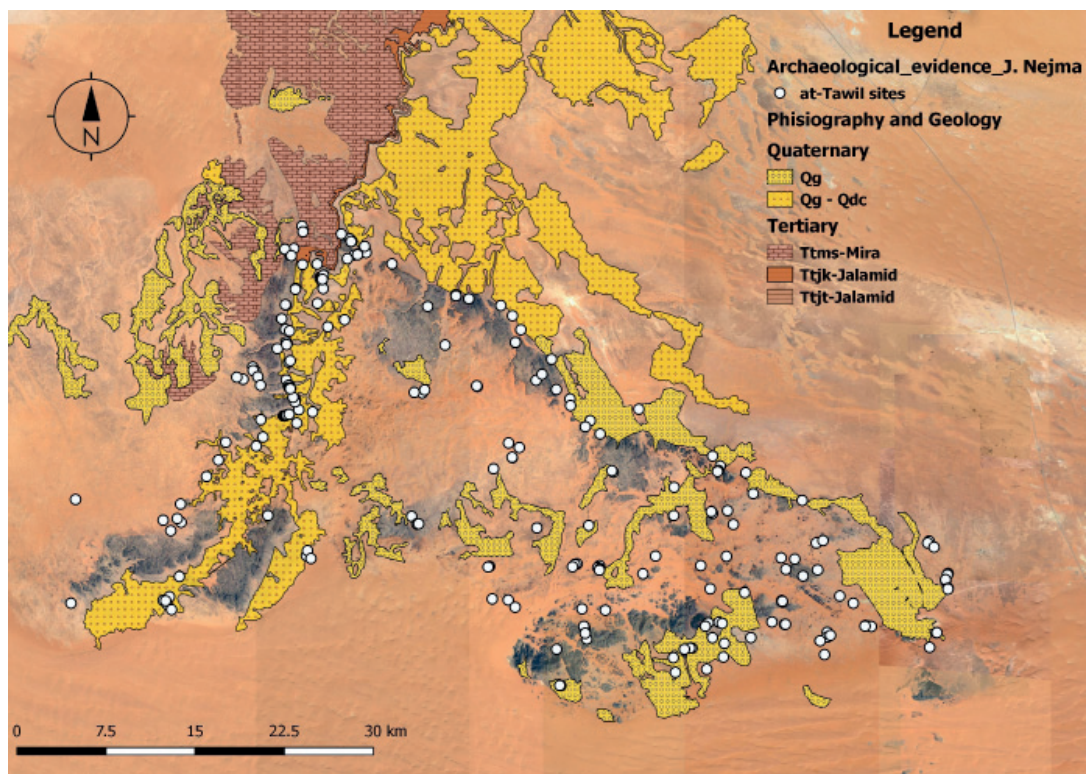 Legend
Archaeological_evidence_J. Nejma
at-Tawil sites
Phisiography and Geology
Quaternary
Qg
Qg - Qdc
Tertiary
Ttms-Mira
Ttjk-Jalamid
Ttjt-Jalamid
N
0 7.5 15 22.5 30 km